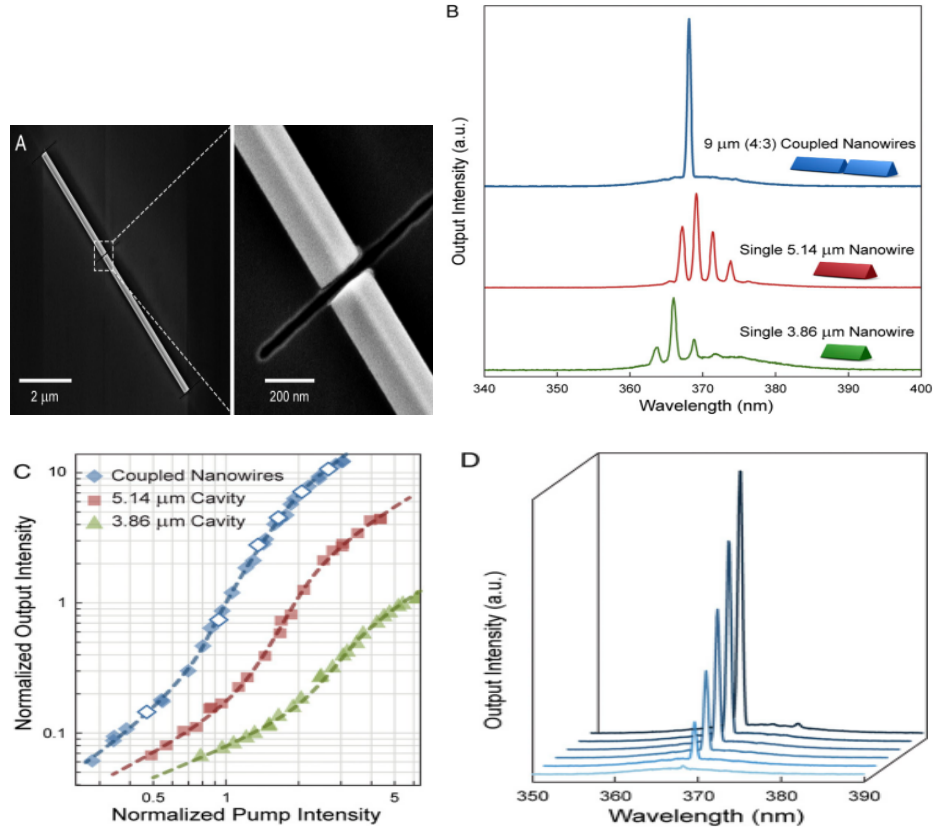 A
2 μm
200 nm
B
Output Intensity (a.u.)
9 μm (4:3) Coupled Nanowires
Single 5.14 μm Nanowire
Single 3.86 μm Nanowire
340 350 360 370 380 390 400
Wavelength (nm)
C
Normalized Output Intensity
10
1
0.1
Coupled Nanowires
5.14 μm Cavity
3.86 μm Cavity
0.5 1 5
Normalized Pump Intensity
D
Output Intensity (a.u.)
350 360 370 380 390
Wavelength (nm)